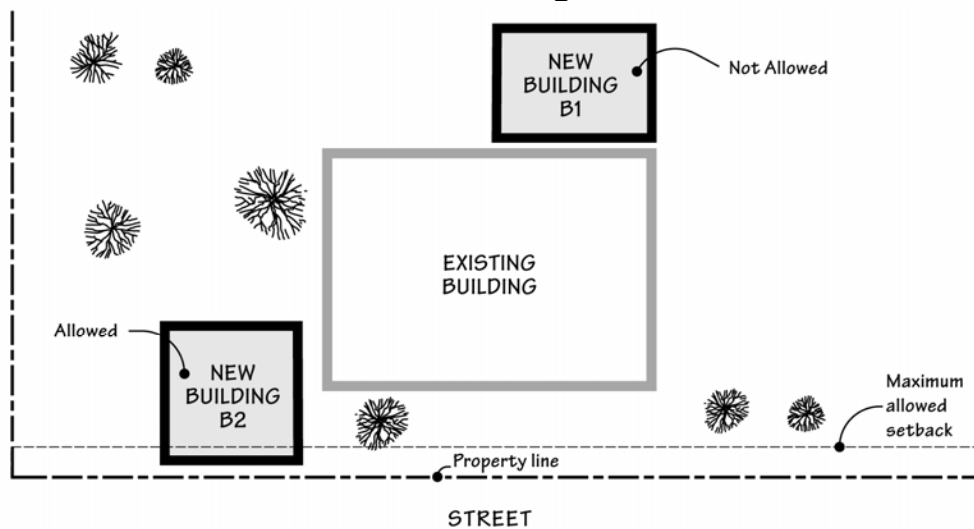 NEW
BUILDING
B1
Not Allowed
EXISTING
BUILDING
Allowed
NEW
BUILDING
B2
Maximum
allowed
setback
Property line
STREET